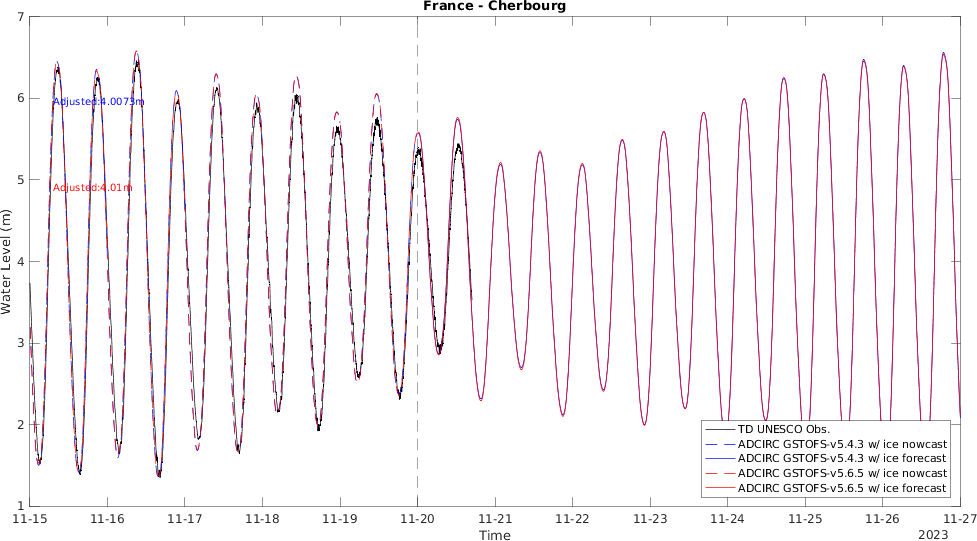 France - Cherbourg
7
6
5
4
3
2
1
Water Level (m)
Adjusted:4.0073m
Adjusted:4.01m
TD UNESCO Obs.
ADCIRC GSTOFS-v5.4.3 w/ ice nowcast
ADCIRC GSTOFS-v5.4.3 w/ ice forecast
ADCIRC GSTOFS-v5.6.5 w/ ice nowcast
ADCIRC GSTOFS-v5.6.5 w/ ice forecast
11-15 11-16 11-17 11-18 11-19 11-20 11-21 11-22 11-23 11-24 11-25 11-26 11-27
Time
2023